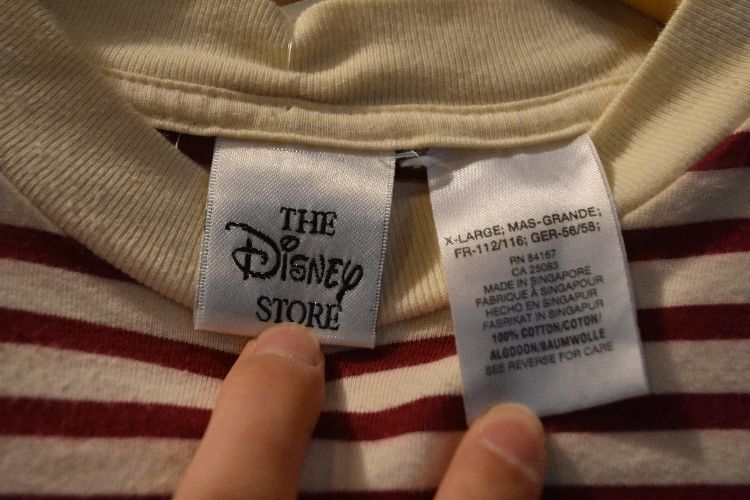 THE
Disney
STORE
X-LARGE; MAS-GRANDE;
FR-112/116; GER-56/58;
RN 84167
CA 25083
MADE IN SINGAPORE
FABRIQUÉ À SINGAPOUR
HECHO EN SINGAPUR
FABRIKAT IN SINGAPUR
100% COTTON/COTON/
ALGODON/BAUMWOLLE
SEE REVERSE FOR CARE